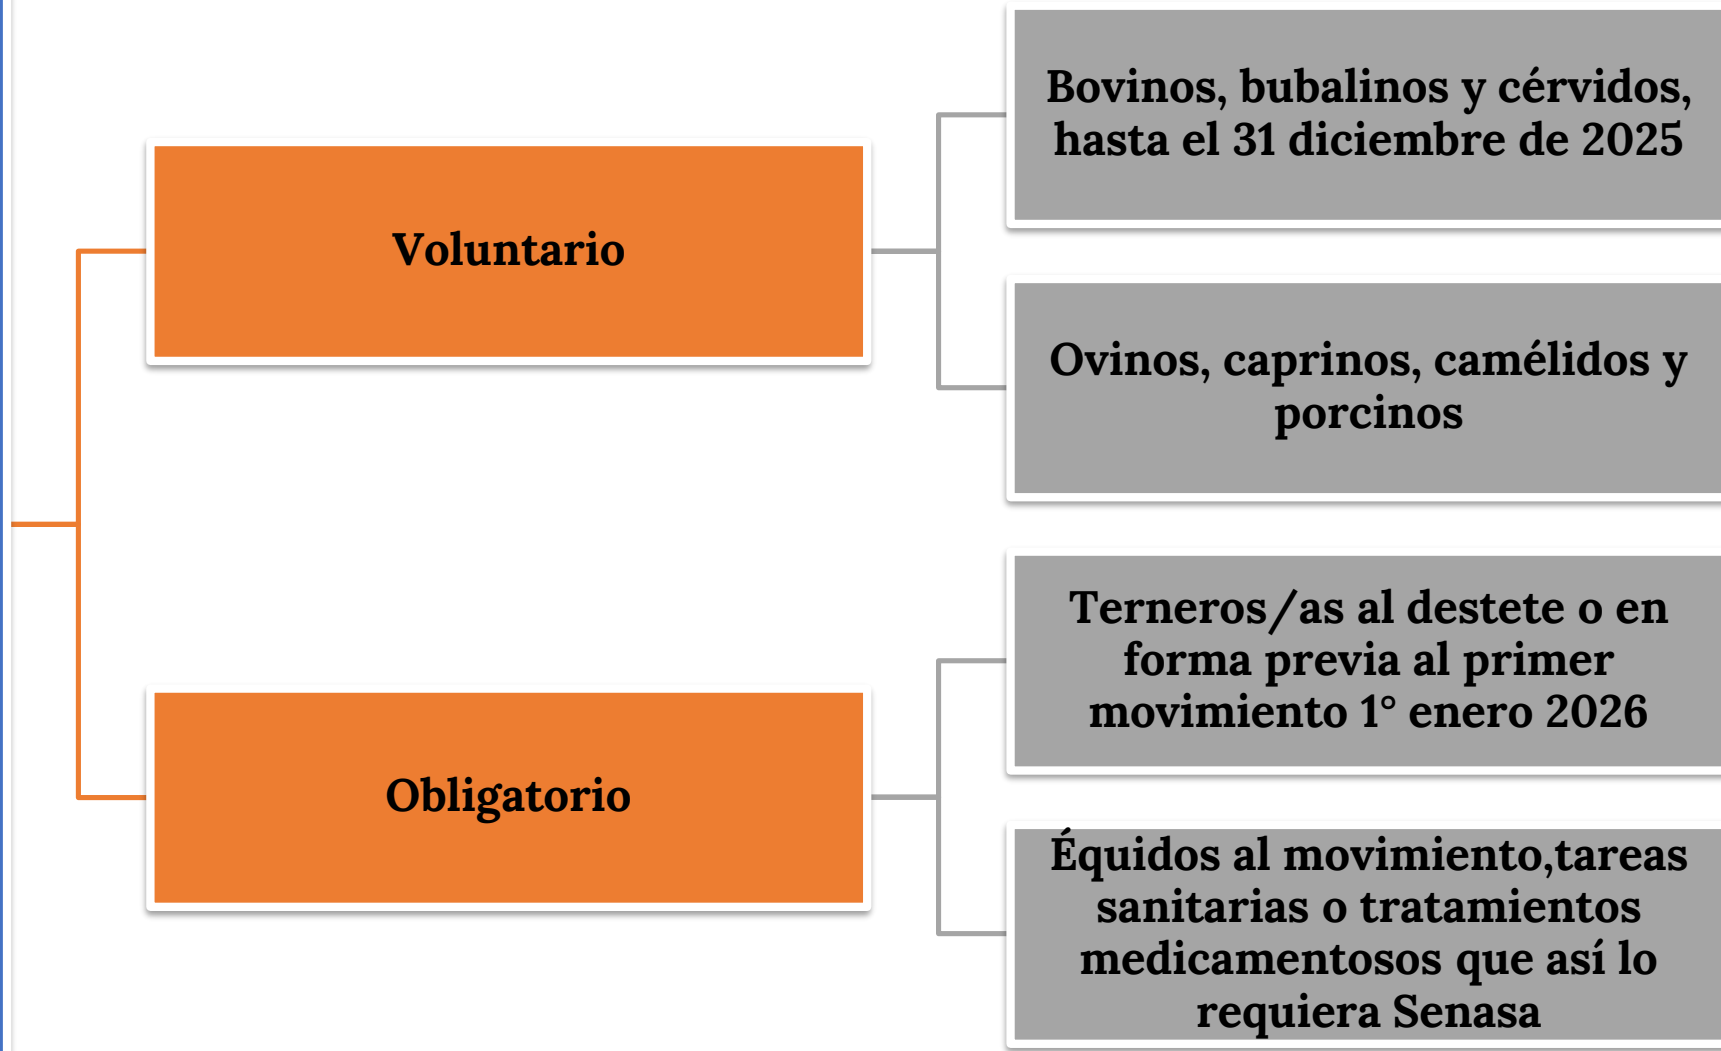 Voluntario
Bovinos, bubalinos y cérvidos,
hasta el 31 diciembre de 2025
Ovinos, caprinos, camélidos y
porcinos
Obligatorio
Terneros/as al destete o en
forma previa al primer
movimiento 1° enero 2026
Équidos al movimiento,tareas
sanitarias o tratamientos
medicamentosos que así lo
requiera Senasa